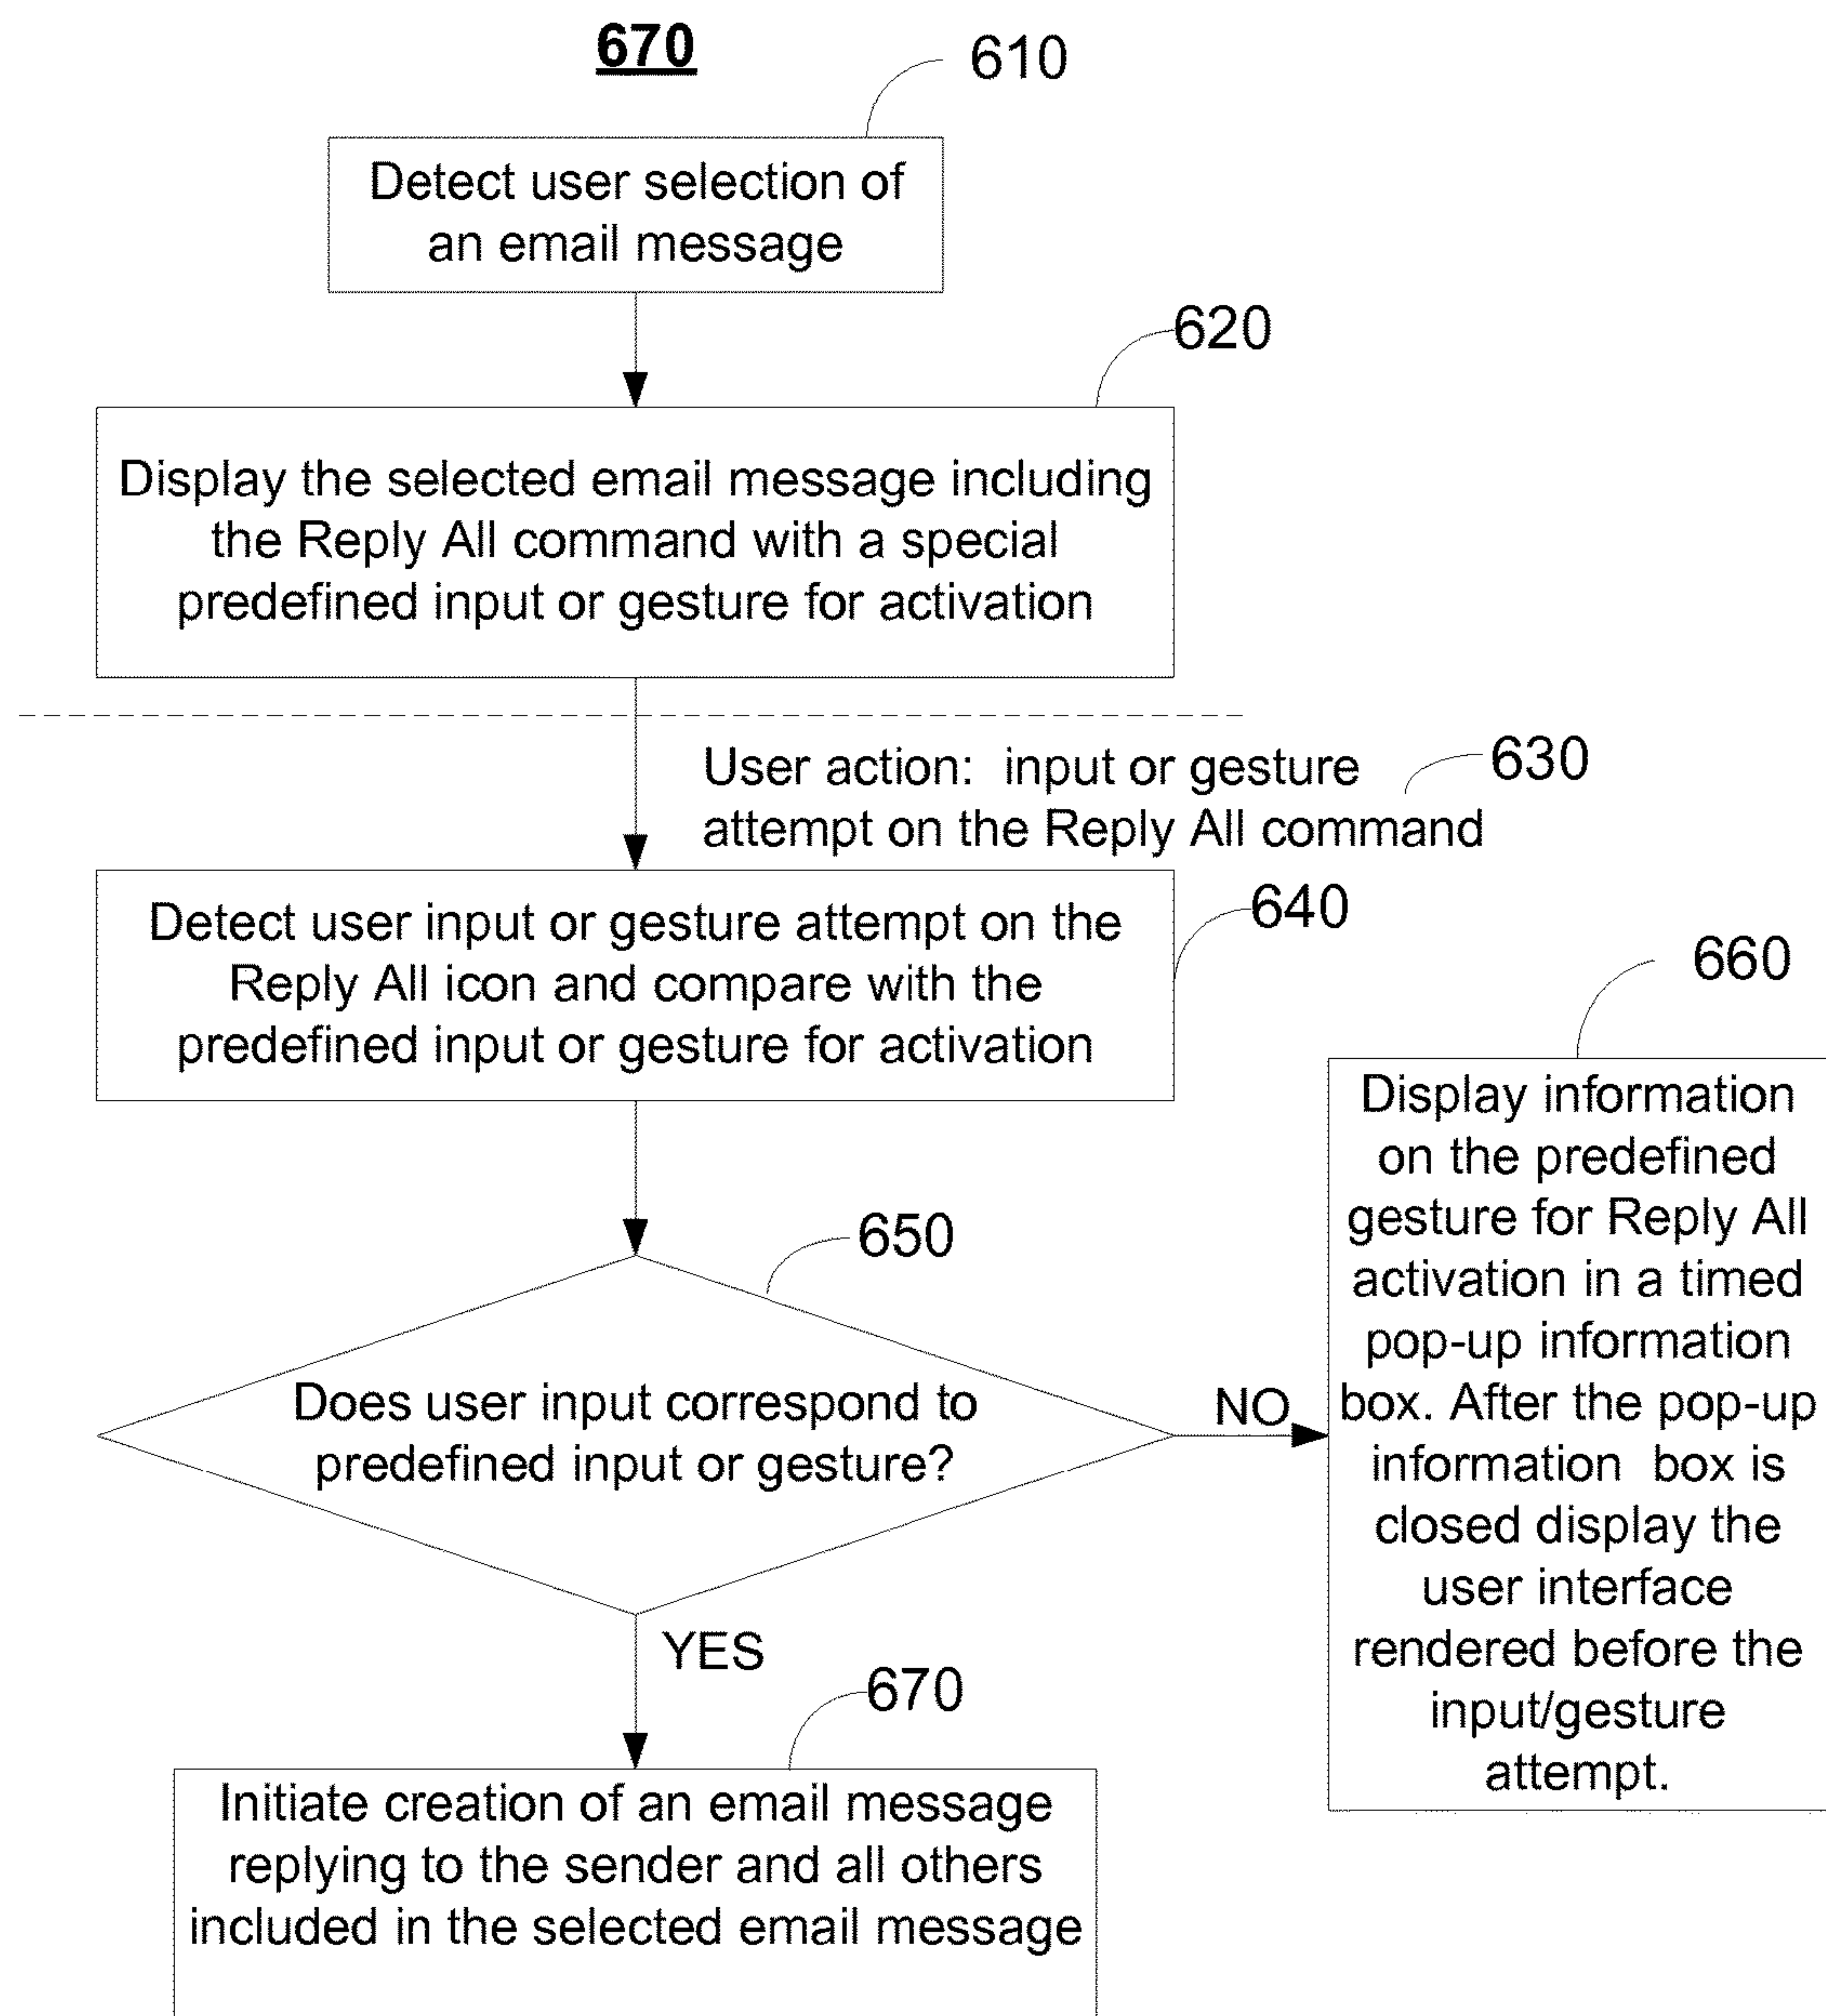 670
610
Detect user selection of
an email message
620
Display the selected email message including
the Reply All command with a special
predefined input or gesture for activation
User action:  input or gesture
attempt on the Reply All command
630
640
Detect user input or gesture attempt on the
Reply All icon and compare with the
predefined input or gesture for activation
650
Does user input correspond to
predefined input or gesture?
NO
660
Display information
on the predefined
gesture for Reply All
activation in a timed
pop-up information
box. After the pop-up
information  box is
closed display the
user interface
rendered before the
input/gesture
attempt.
YES
670
Initiate creation of an email message
replying to the sender and all others
included in the selected email message